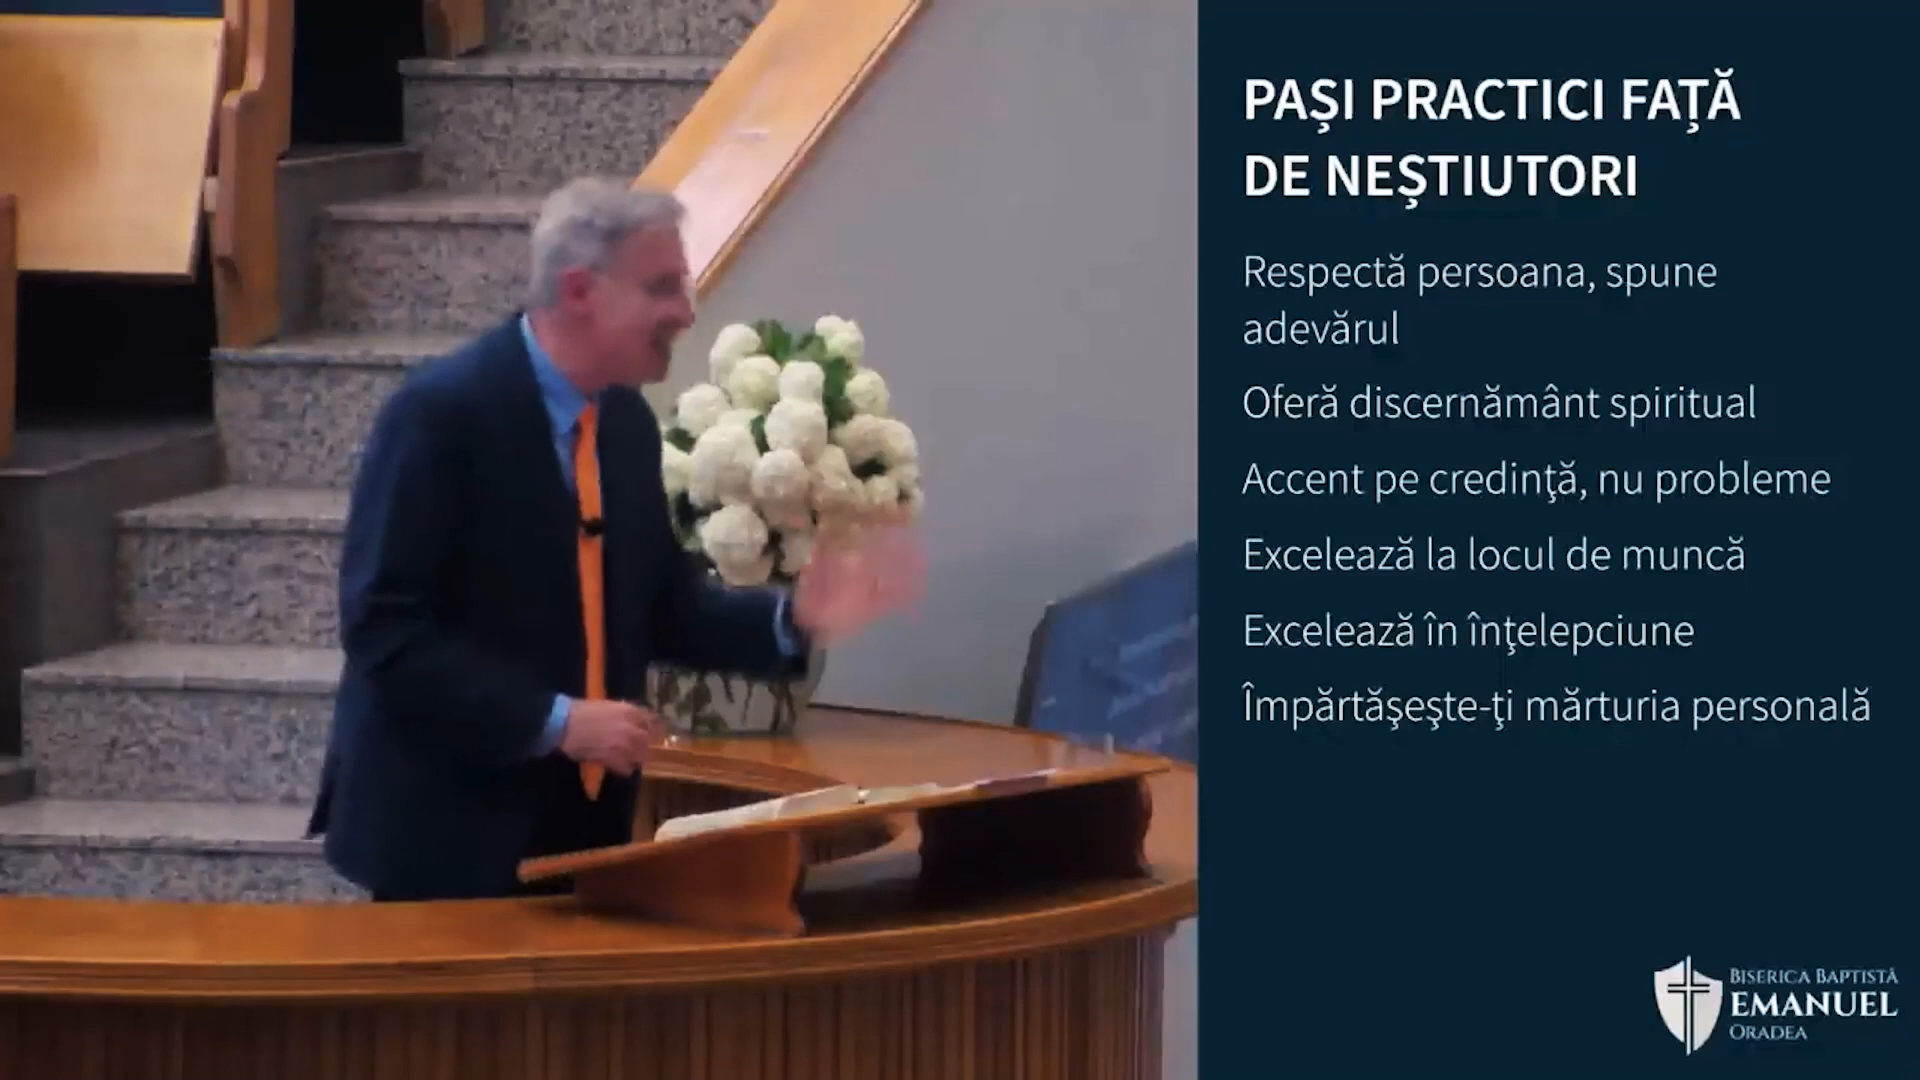 PAȘI PRACTICI FAȚĂ
DE NEȘTIUTORI
Respectă persoana, spune
adevărul
Oferă discernământ spiritual
Accent pe credinţă, nu probleme
Excelează la locul de muncă
Excelează în înţelepciune
Împărtăşeşte-ţi mărturia personală
BISERICA BAPTISTĂ
EMANUEL
ORADEA